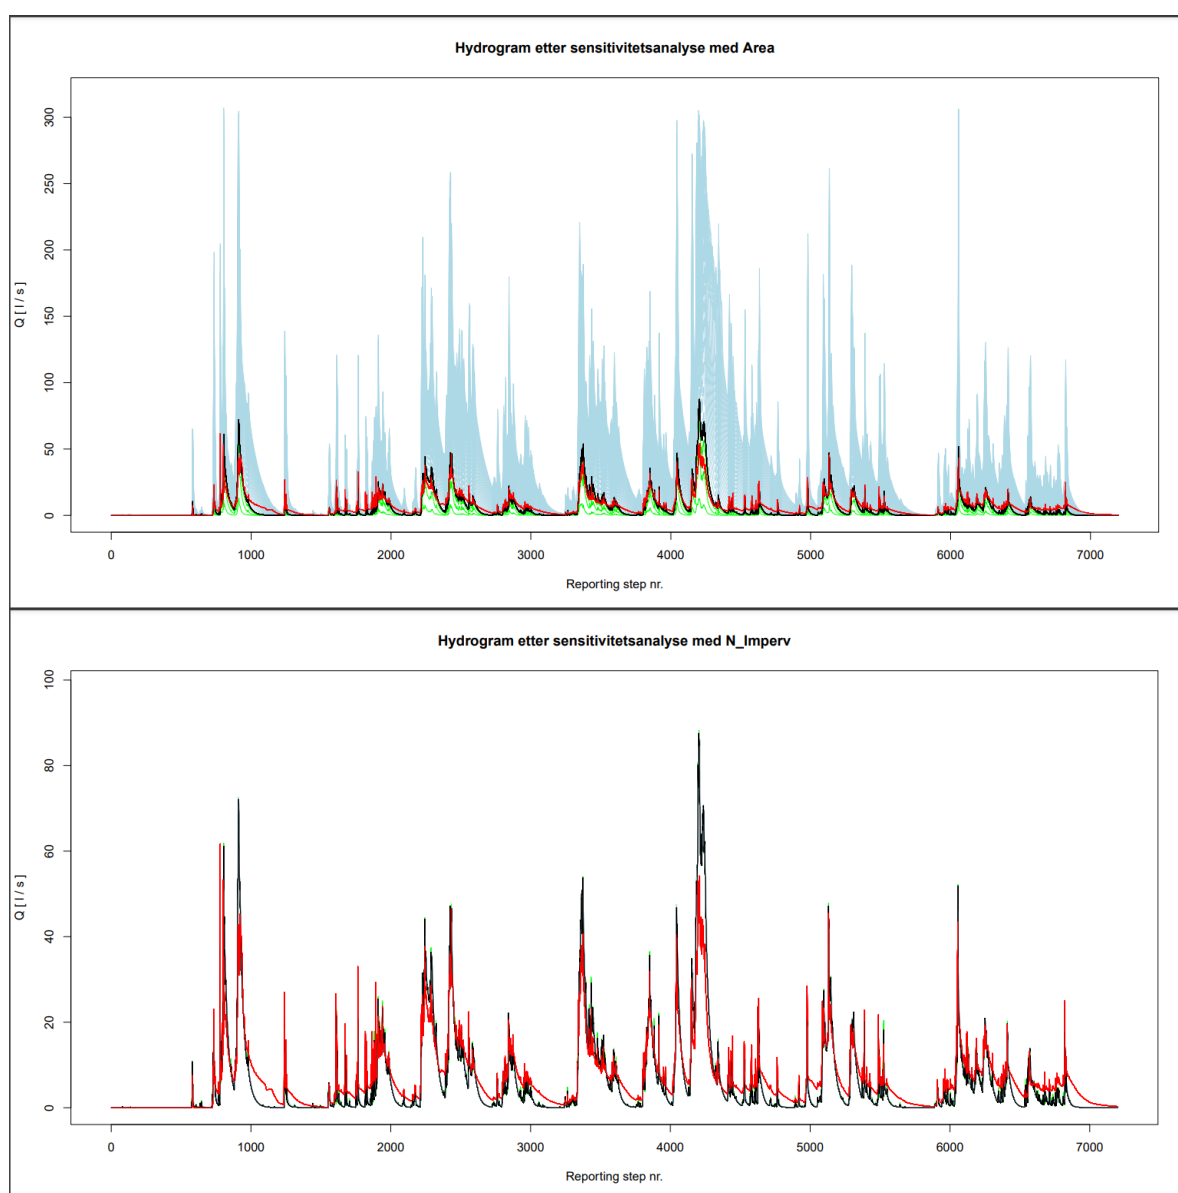 Hydrogram etter sensitivitetsanalyse med Area
300
250
200
150
100
50
0
Q [ l / s ]
0 1000 2000 3000 4000 5000 6000 7000
Reporting step nr.
Hydrogram etter sensitivitetsanalyse med N_Imperv
100
80
60
40
20
0
Q [ l / s ]
0 1000 2000 3000 4000 5000 6000 7000
Reporting step nr.